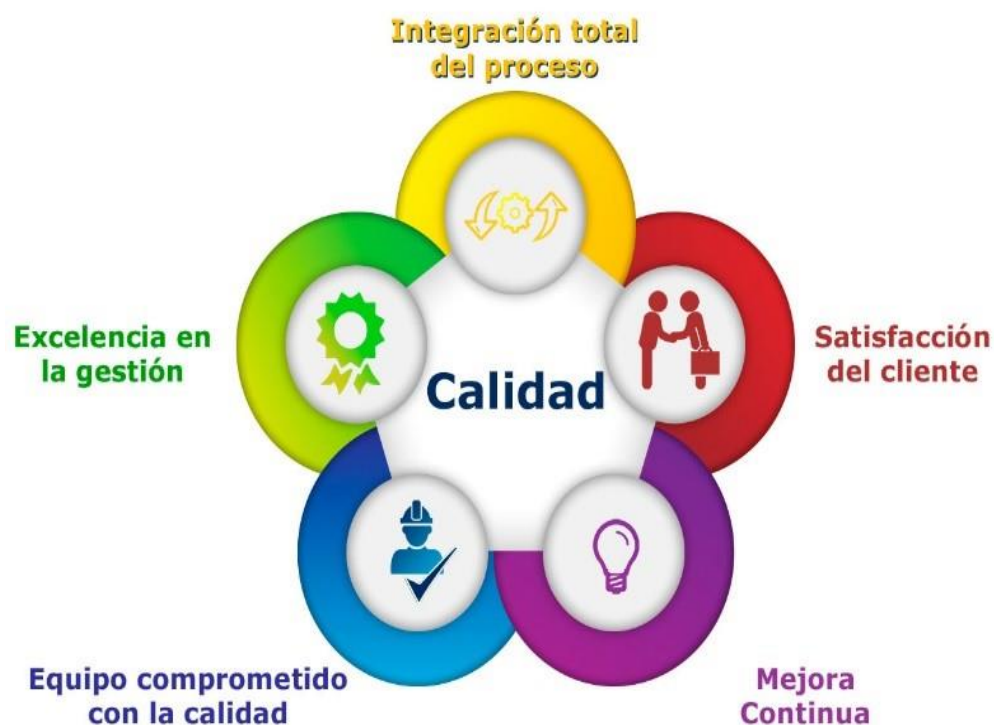 Integración total
del proceso
Excelencia en
la gestión
Satisfacción
del cliente
Calidad
Equipo comprometido
con la calidad
Mejora
Continua